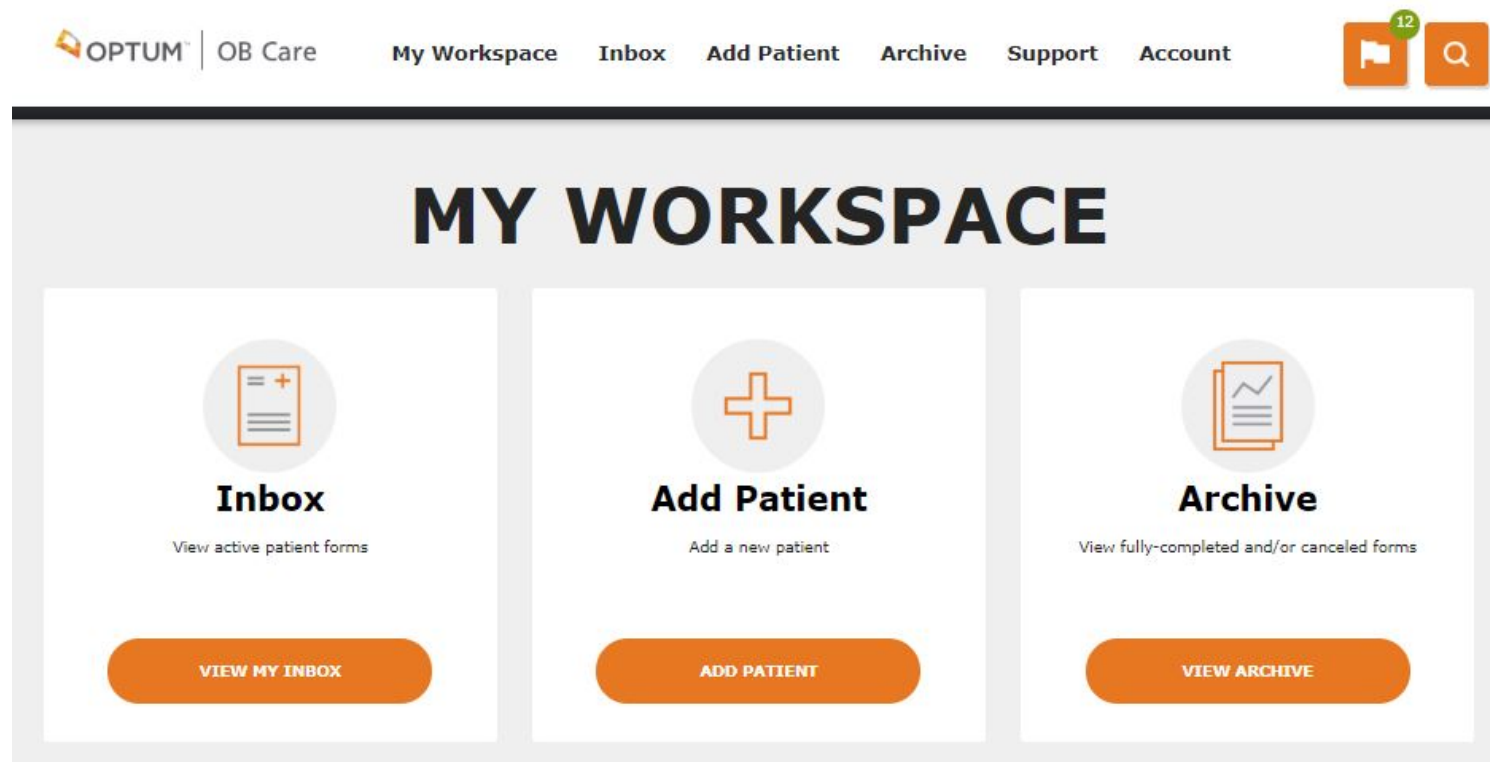 OPTUM™ | OB Care My Workspace Inbox Add Patient Archive Support Account 12
MY WORKSPACE
Inbox
View active patient forms
VIEW MY INBOX
Add Patient
Add a new patient
ADD PATIENT
Archive
View fully-completed and/or canceled forms
VIEW ARCHIVE